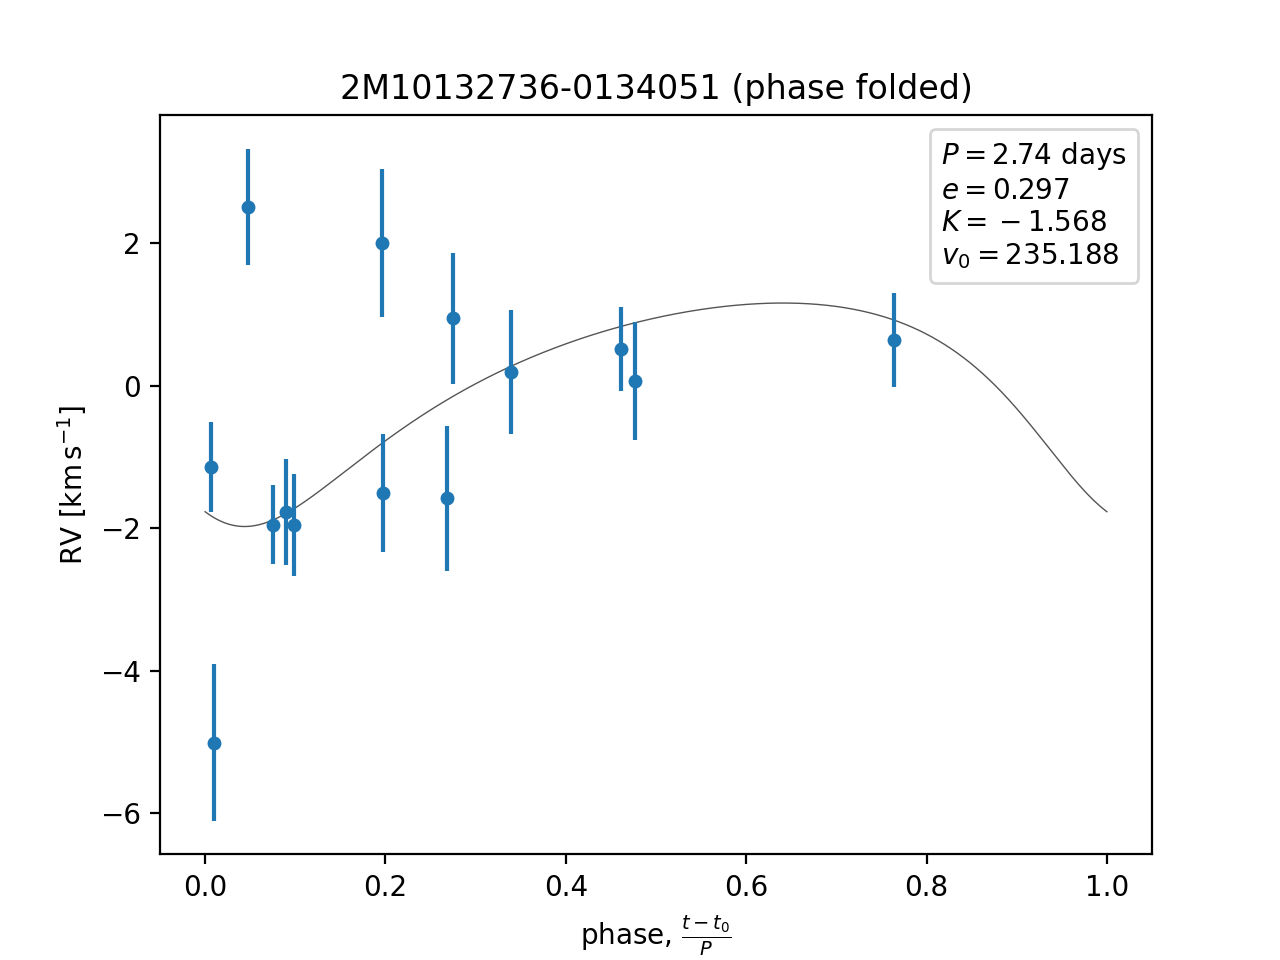 2M10132736-0134051 (phase folded)
P = 2.74 days
e = 0.297
K = −1.568
v₀ = 235.188
RV [km s⁻¹]
2
0
−2
−4
−6
0.0 0.2 0.4 0.6 0.8 1.0
phase, (t − t₀)/P